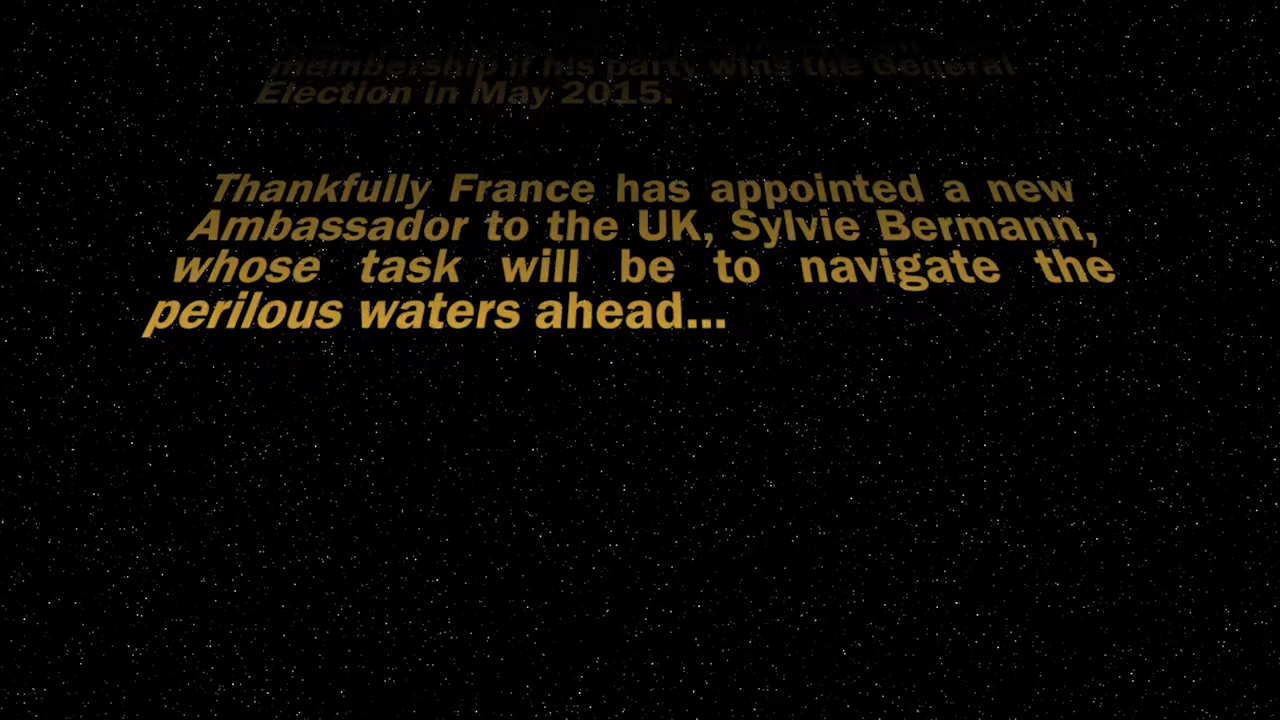 membership if his party wins the General
Election in May 2015.
Thankfully France has appointed a new
Ambassador to the UK, Sylvie Bermann,
whose task will be to navigate the
perilous waters ahead...